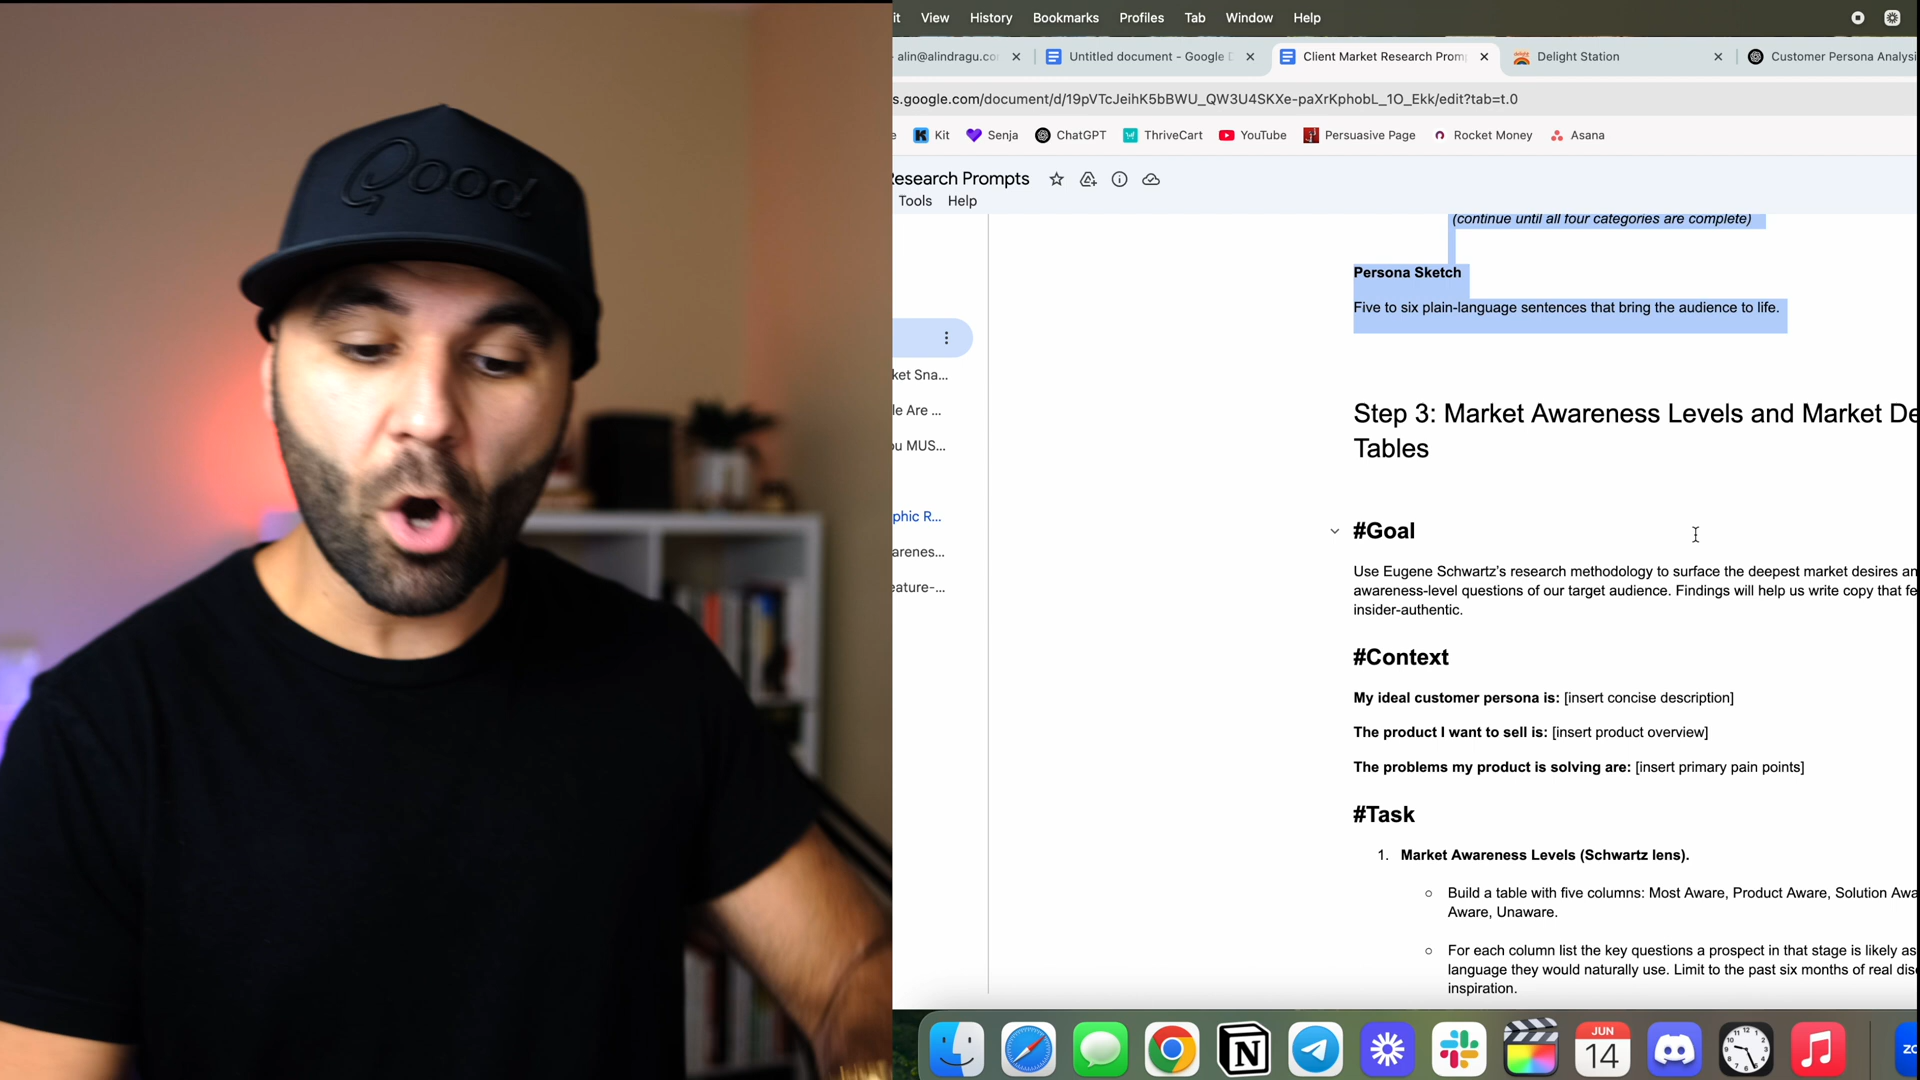 Good
View History Bookmarks Profiles Tab Window Help
alin@alindragu.co
Untitled document - Google D
Client Market Research Prom
Delight Station
Customer Persona Analysi
s.google.com/document/d/19pVTcJeihK5bBWU_QW3U4SKXe-paXrKphobL_1O_Ekk/edit?tab=t.0
Kit Senja ChatGPT ThriveCart YouTube Persuasive Page Rocket Money Asana
Research Prompts
Tools Help
(continue until all four categories are complete)
Persona Sketch
Five to six plain-language sentences that bring the audience to life.
ket Sna...
le Are ...
ou MUS...
phic R...
arenes...
eature-...
Step 3: Market Awareness Levels and Market De
Tables
#Goal
Use Eugene Schwartz's research methodology to surface the deepest market desires an
awareness-level questions of our target audience. Findings will help us write copy that fe
insider-authentic.
#Context
My ideal customer persona is: [insert concise description]
The product I want to sell is: [insert product overview]
The problems my product is solving are: [insert primary pain points]
#Task
1. Market Awareness Levels (Schwartz lens).
Build a table with five columns: Most Aware, Product Aware, Solution Awa
Aware, Unaware.
For each column list the key questions a prospect in that stage is likely as
language they would naturally use. Limit to the past six months of real dis
inspiration.
JUN
14